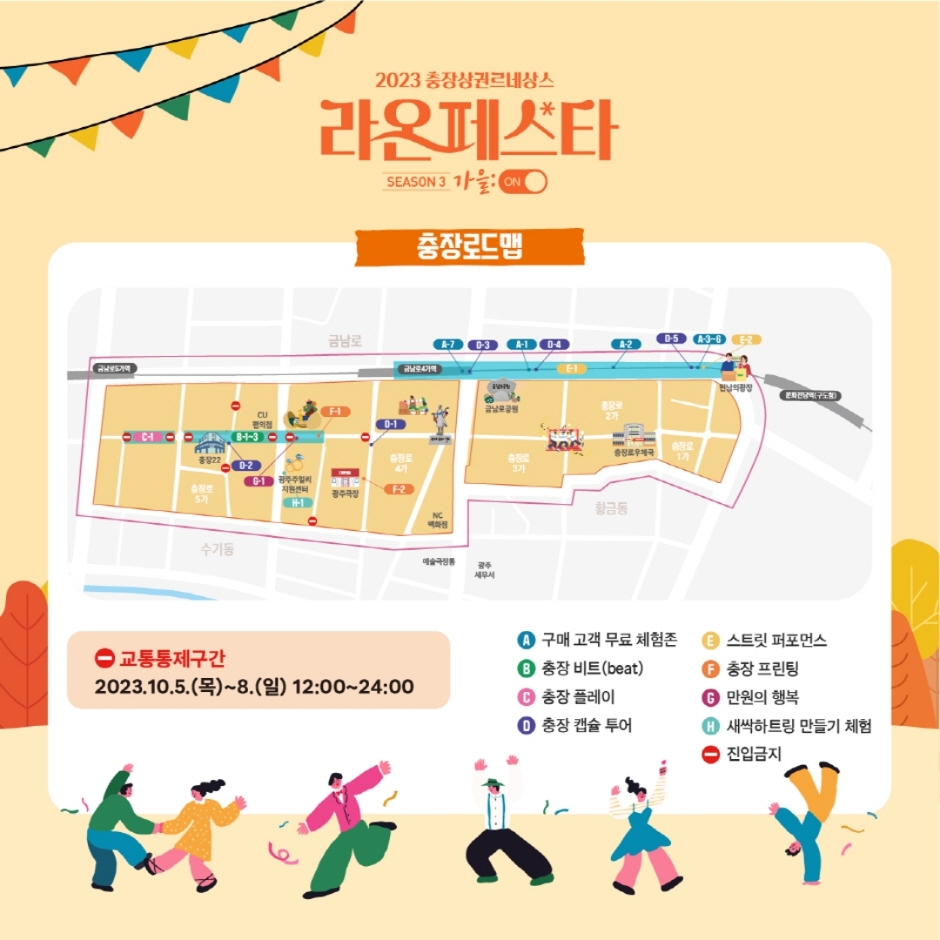 2023 충장상권르네상스
라온페스타
SEASON 3 가을: ON
충장로드맵
금남로
금남로5가역
금남로4가역
A-7
D-3
A-1
D-4
A-2
D-5
A-3~6
E-2
E-1
만남의광장
문화전당역(구도청)
금남로공원
충장로
2가
충장로
3가
충장로우체국
충장로
1가
CU
편의점
F-1
D-1
C-1
B-1~3
충장22
D-2
G-1
광주주얼리
지원센터
H-1
광주극장
F-2
충장로
4가
충장로
5가
NC
백화점
황금동
수기동
예술극장통
광주
세무서
교통통제구간
2023.10.5.(목)~8.(일) 12:00~24:00
A 구매 고객 무료 체험존
B 충장 비트(beat)
C 충장 플레이
D 충장 캡슐 투어
E 스트릿 퍼포먼스
F 충장 프린팅
G 만원의 행복
H 새싹하트링 만들기 체험
진입금지